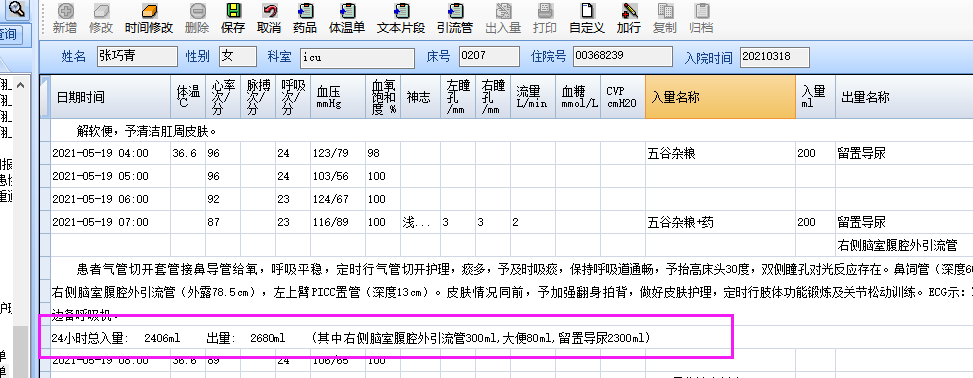 查询
新增 修改 时间修改 删除 保存 取消 药品 体温单 文本片段 引流管 出入量 打印 自定义 加行 复制 归档
姓名 张巧青 性别 女 科室 icu 床号 0207 住院号 00368239 入院时间 20210318
日期时间 体温 C 心率 次/分 脉搏 次/分 呼吸 次/分 血压 mmHg 血氧饱和度 % 神志 左瞳孔 /mm 右瞳孔 /mm 流量 L/min 血糖 mmol/L CVP cmH2O 入量名称 入量 ml 出量名称
解软便，予清洁肛周皮肤。
2021-05-19 04:00 36.6 96 24 123/79 98 五谷杂粮 200 留置导尿
2021-05-19 05:00 96 24 103/56 100
2021-05-19 06:00 92 23 124/67 100
2021-05-19 07:00 87 23 116/89 100 浅... 3 3 2 五谷杂粮+药 200 留置导尿
右侧脑室腹腔外引流管
患者气管切开套管接鼻导管给氧，呼吸平稳，定时行气管切开护理，痰多，予及时吸痰，保持呼吸道通畅，予抬高床头30度，双侧瞳孔对光反应存在。鼻饲管（深度6
右侧脑室腹腔外引流管（外露78.5cm），左上臂PICC置管（深度13cm）。皮肤情况同前，予加强翻身拍背，做好皮肤护理，定时行肢体功能锻炼及关节松动训练。ECG示：
边备呼吸机。
24小时总入量： 2406ml 出量： 2680ml （其中右侧脑室腹腔外引流管300ml,大便80ml,留置导尿2300ml）
2021-05-19 08:00 36.6 89 24 106/65 100